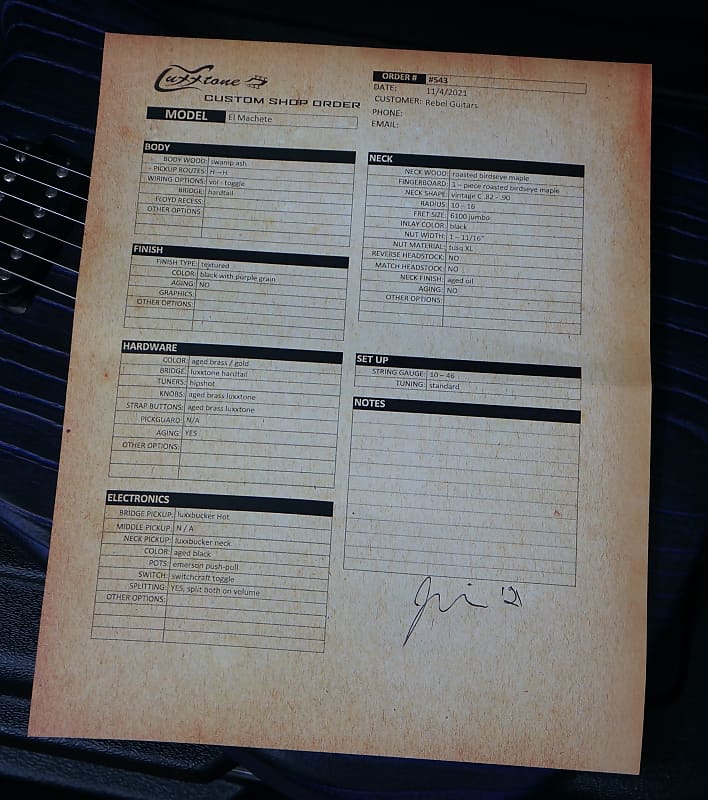 Luxxtone
CUSTOM SHOP ORDER
MODEL El Machete
ORDER # #543
DATE: 11/4/2021
CUSTOMER: Rebel Guitars
PHONE:
EMAIL:
BODY
BODY WOOD: swamp ash
PICKUP ROUTES: H - H
WIRING OPTIONS: vol - toggle
BRIDGE: hardtail
FLOYD RECESS:
OTHER OPTIONS:
FINISH
FINISH TYPE: textured
COLOR: black with purple grain
AGING: NO
GRAPHICS:
OTHER OPTIONS:
HARDWARE
COLOR: aged brass / gold
BRIDGE: luxxtone hardtail
TUNERS: hipshot
KNOBS: aged brass luxxtone
STRAP BUTTONS: aged brass luxxtone
PICKGUARD: N/A
AGING: YES
OTHER OPTIONS:
ELECTRONICS
BRIDGE PICKUP: luxxbucker Hot
MIDDLE PICKUP: N / A
NECK PICKUP: luxxbucker neck
COLOR: aged black
POTS: emerson push-pull
SWITCH: switchcraft toggle
SPLITTING: YES, split both on volume
OTHER OPTIONS:
NECK
NECK WOOD: roasted birdseye maple
FINGERBOARD: 1 - piece roasted birdseye maple
NECK SHAPE: vintage C .82 - .90
RADIUS: 10 - 16
FRET SIZE: 6100 jumbo
INLAY COLOR: black
NUT WIDTH: 1 - 11/16"
NUT MATERIAL: tusq XL
REVERSE HEADSTOCK: NO
MATCH HEADSTOCK: NO
NECK FINISH: aged oil
AGING: NO
OTHER OPTIONS:
SET UP
STRING GAUGE: 10 - 46
TUNING: standard
NOTES
'21